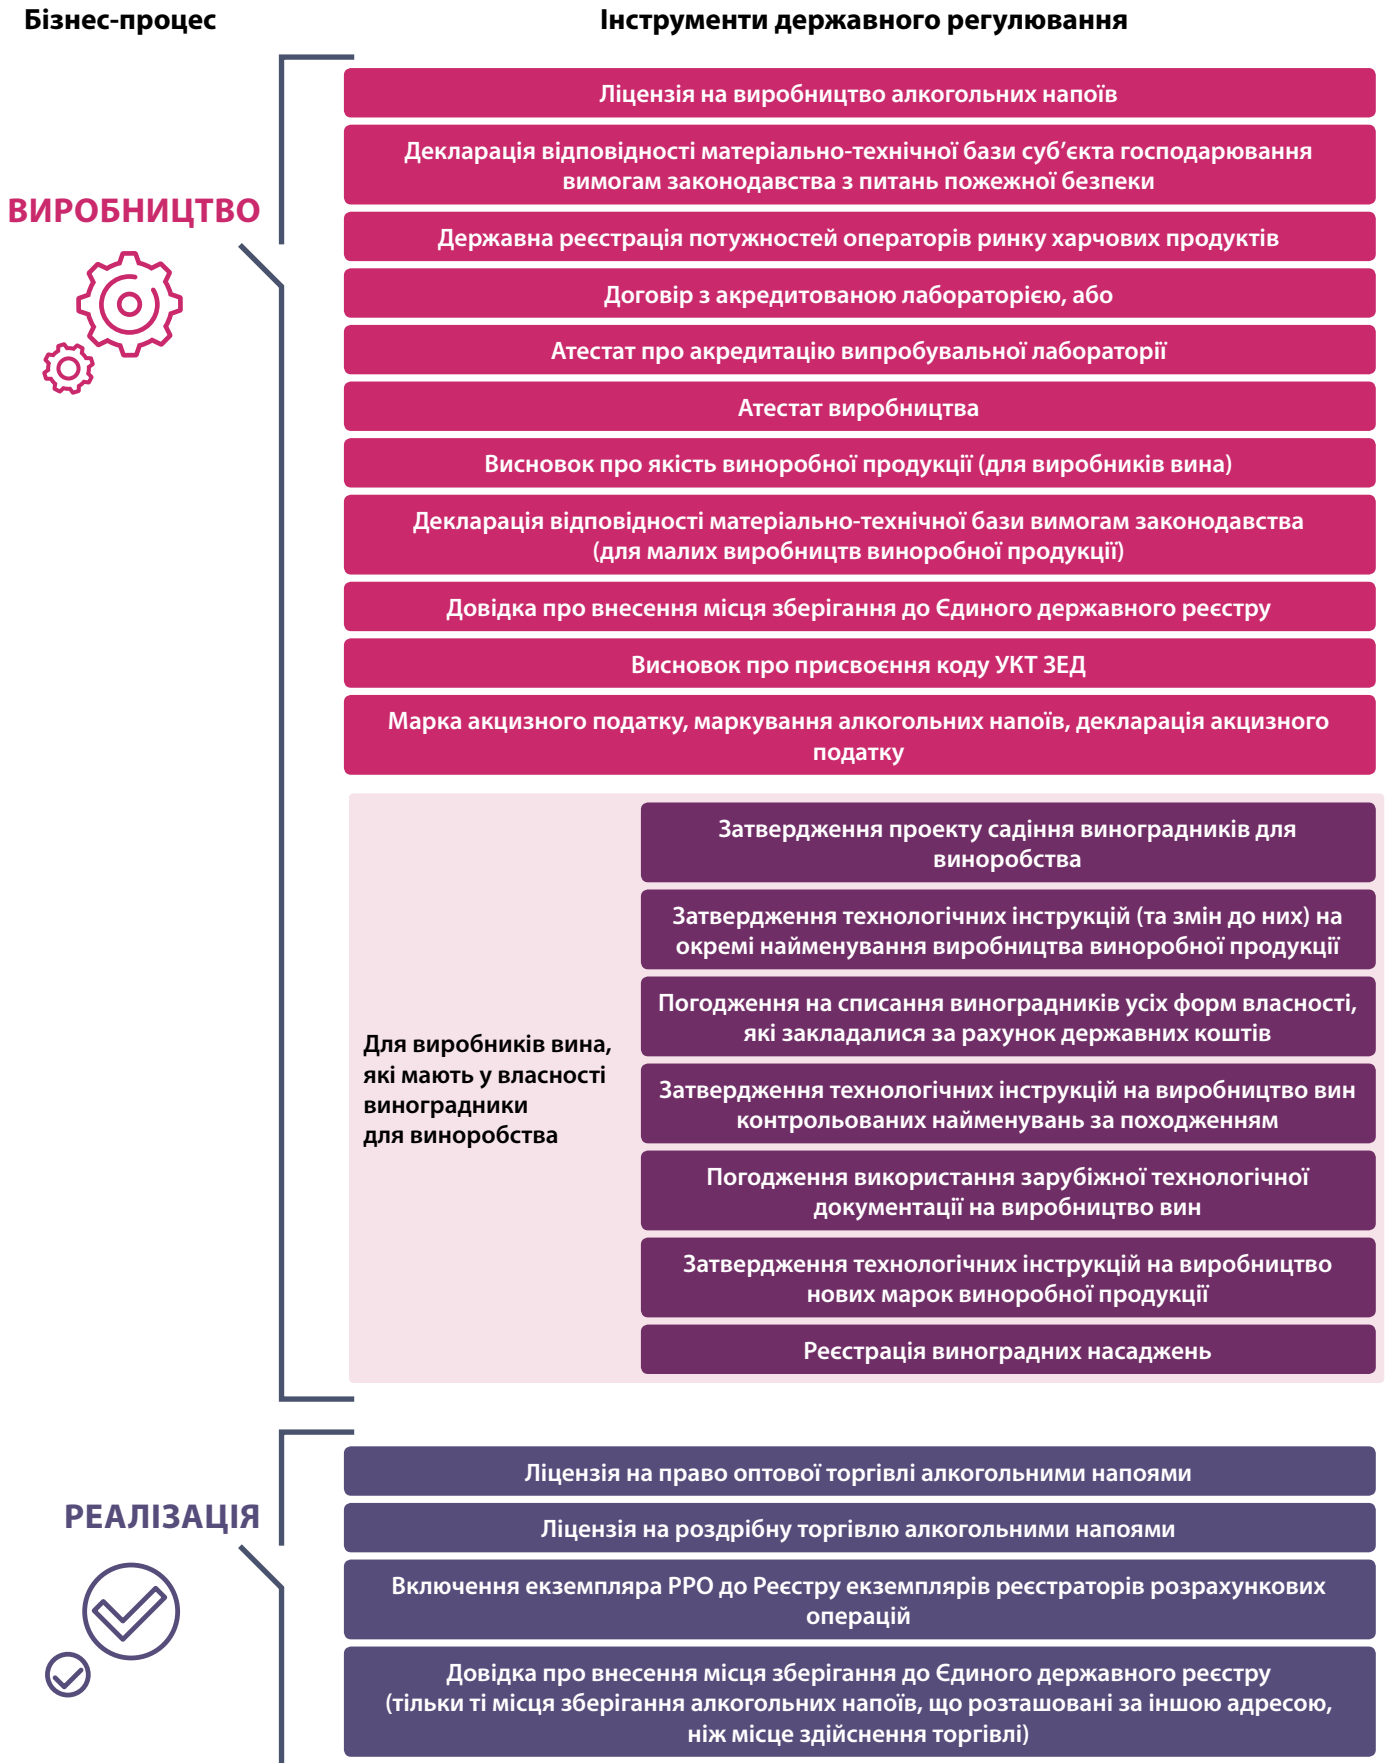 Бізнес-процес
Інструменти державного регулювання
ВИРОБНИЦТВО
Ліцензія на виробництво алкогольних напоїв
Декларація відповідності матеріально-технічної бази суб’єкта господарювання
вимогам законодавства з питань пожежної безпеки
Державна реєстрація потужностей операторів ринку харчових продуктів
Договір з акредитованою лабораторією, або
Атестат про акредитацію випробувальної лабораторії
Атестат виробництва
Висновок про якість виноробної продукції (для виробників вина)
Декларація відповідності матеріально-технічної бази вимогам законодавства
(для малих виробництв виноробної продукції)
Довідка про внесення місця зберігання до Єдиного державного реєстру
Висновок про присвоєння коду УКТ ЗЕД
Марка акцизного податку, маркування алкогольних напоїв, декларація акцизного
податку
Для виробників вина,
які мають у власності
виноградники
для виноробства
Затвердження проекту садіння виноградників для
виноробства
Затвердження технологічних інструкцій (та змін до них) на
окремі найменування виробництва виноробної продукції
Погодження на списання виноградників усіх форм власності,
які закладалися за рахунок державних коштів
Затвердження технологічних інструкцій на виробництво вин
контрольованих найменувань за походженням
Погодження використання зарубіжної технологічної
документації на виробництво вин
Затвердження технологічних інструкцій на виробництво
нових марок виноробної продукції
Реєстрація виноградних насаджень
РЕАЛІЗАЦІЯ
Ліцензія на право оптової торгівлі алкогольними напоями
Ліцензія на роздрібну торгівлю алкогольними напоями
Включення екземпляра РРО до Реєстру екземплярів реєстраторів розрахункових
операцій
Довідка про внесення місця зберігання до Єдиного державного реєстру
(тільки ті місця зберігання алкогольних напоїв, що розташовані за іншою адресою,
ніж місце здійснення торгівлі)